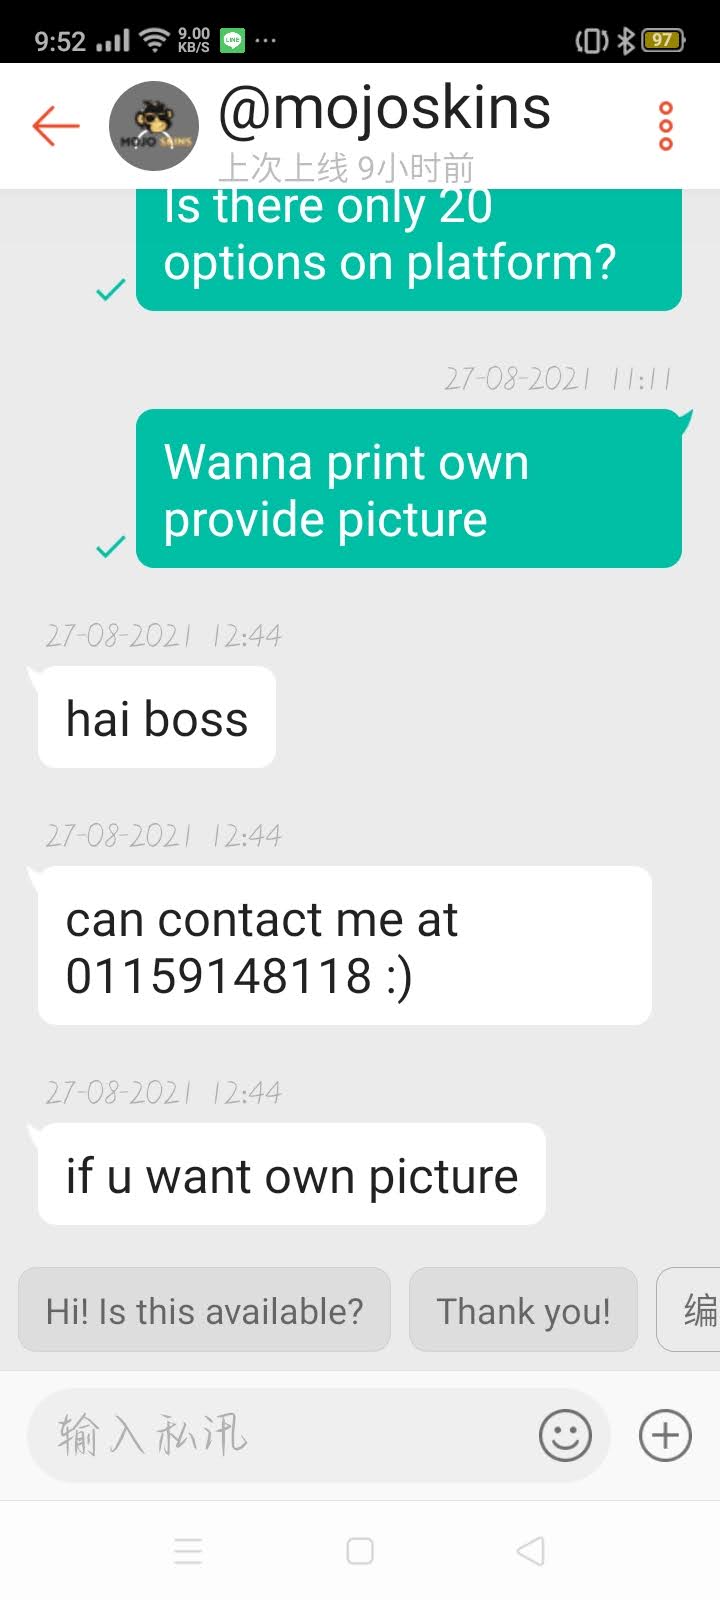 9:52
9.00
KB/S
LINE
97
@mojoskins
MOJO SKINS
上次上线 9小时前
Is there only 20
options on platform?
27-08-2021 11:11
Wanna print own
provide picture
27-08-2021 12:44
hai boss
27-08-2021 12:44
can contact me at
01159148118 :)
27-08-2021 12:44
if u want own picture
Hi! Is this available?
Thank you!
编
输入私讯